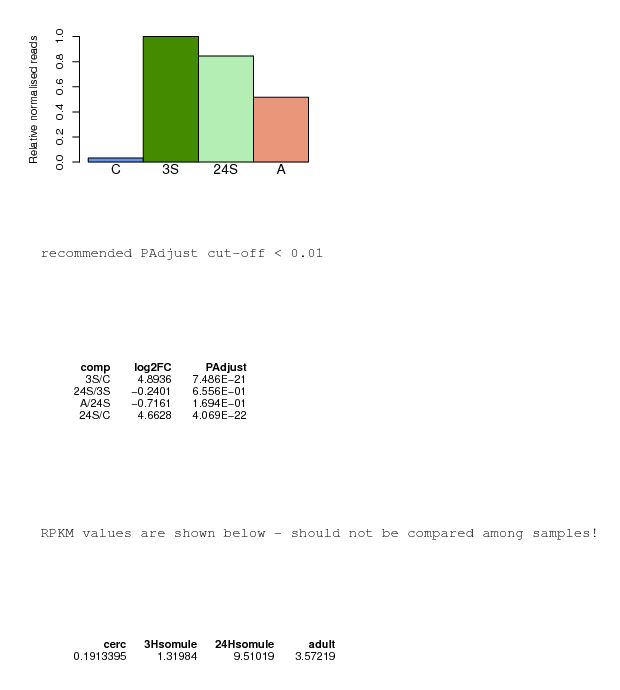 Relative normalised reads
1.0
0.8
0.6
0.4
0.2
0.0
C 3S 24S A
recommended PAdjust cut-off < 0.01
comp log2FC PAdjust
3S/C 4.8936 7.486E−21
24S/3S −0.2401 6.556E−01
A/24S −0.7161 1.694E−01
24S/C 4.6628 4.069E−22
RPKM values are shown below - should not be compared among samples!
cerc 3Hsomule 24Hsomule adult
0.1913395 1.31984 9.51019 3.57219